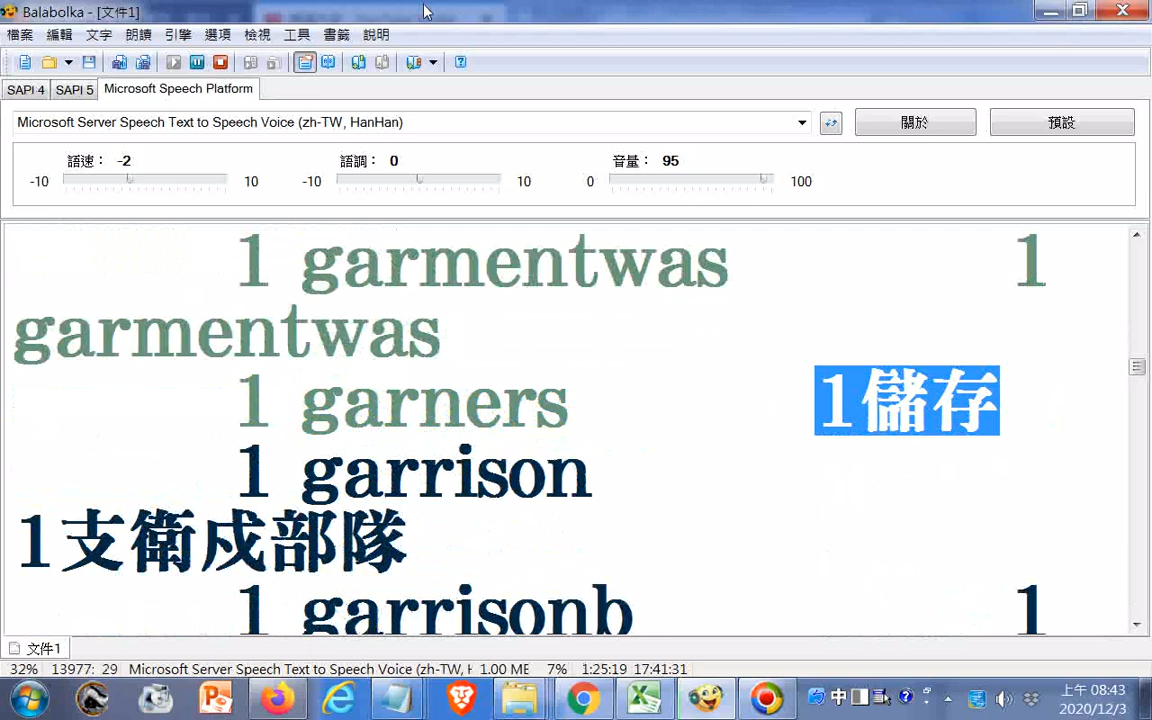 Balabolka - [文件1]
檔案 編輯 文字 朗讀 引擎 選項 檢視 工具 書籤 說明
SAPI 4 SAPI 5 Microsoft Speech Platform
Microsoft Server Speech Text to Speech Voice (zh-TW, HanHan) 關於 預設
語速： -2 語調： 0 音量： 95
-10 10 -10 10 0 100
1 garmentwas 1
garmentwas
1 garners 1儲存
1 garrison
1支衛戍部隊
1 garrisonb 1
文件1
32% 13977: 29 Microsoft Server Speech Text to Speech Voice (zh-TW, H 1.00 ME 7% 1:25:19 17:41:31
中 上午 08:43
2020/12/3